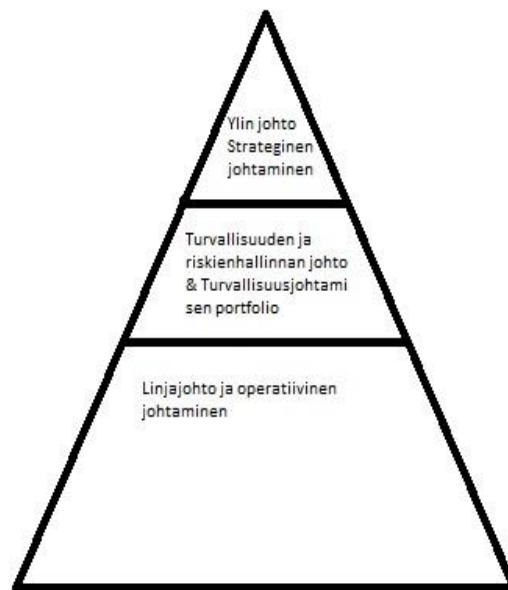 Ylin johto
Strateginen
johtaminen
Turvallisuuden ja
riskienhallinnan johto
& Turvallisuusjohtami
sen portfolio
Linjajohto ja operatiivinen
johtaminen